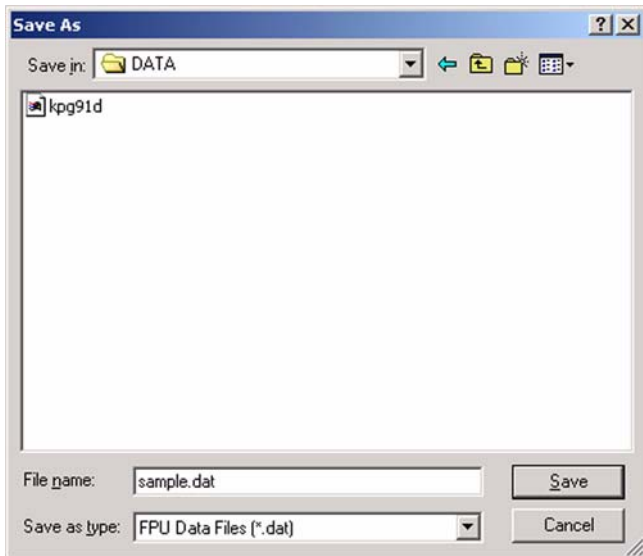 Save As
Save in: DATA
kpg91d
File name: sample.dat Save
Save as type: FPU Data Files (*.dat) Cancel